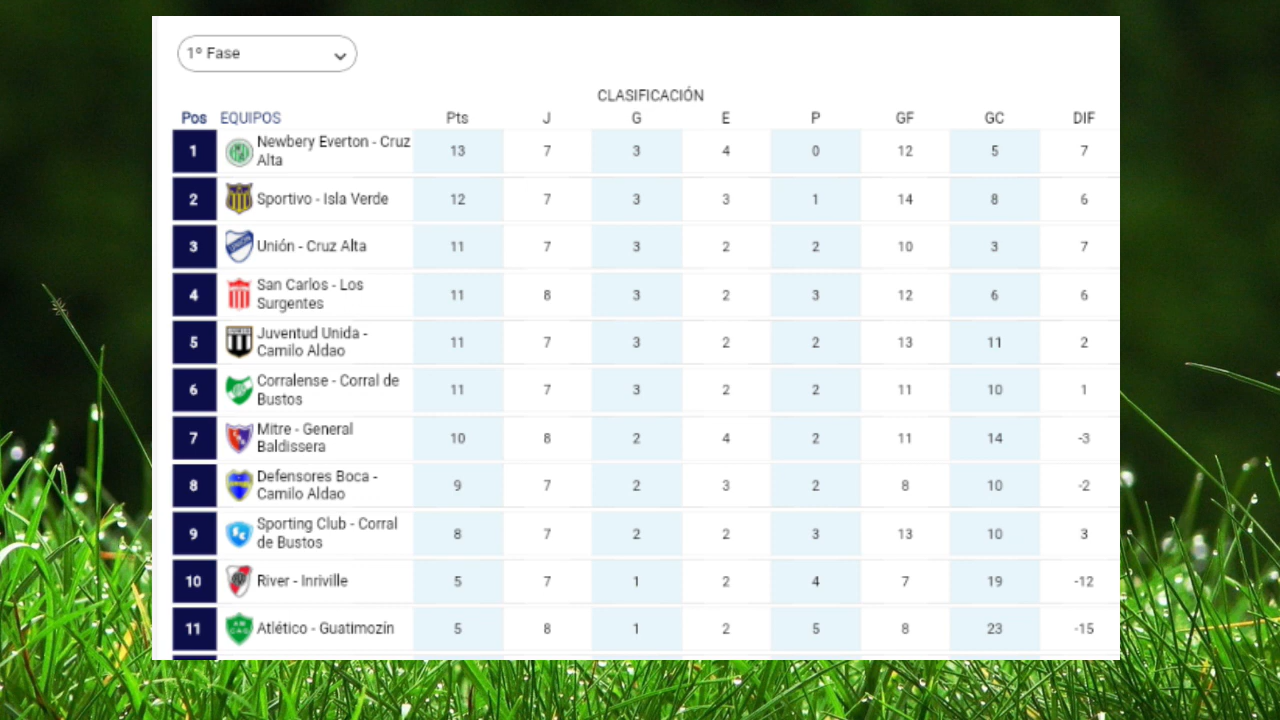 1º Fase
CLASIFICACIÓN
Pos EQUIPOS Pts J G E P GF GC DIF
1 Newbery Everton - Cruz Alta 13 7 3 4 0 12 5 7
2 Sportivo - Isla Verde 12 7 3 3 1 14 8 6
3 Unión - Cruz Alta 11 7 3 2 2 10 3 7
4 San Carlos - Los Surgentes 11 8 3 2 3 12 6 6
5 Juventud Unida - Camilo Aldao 11 7 3 2 2 13 11 2
6 Corralense - Corral de Bustos 11 7 3 2 2 11 10 1
7 Mitre - General Baldissera 10 8 2 4 2 11 14 -3
8 Defensores Boca - Camilo Aldao 9 7 2 3 2 8 10 -2
9 Sporting Club - Corral de Bustos 8 7 2 2 3 13 10 3
10 River - Inriville 5 7 1 2 4 7 19 -12
11 Atlético - Guatimozín 5 8 1 2 5 8 23 -15